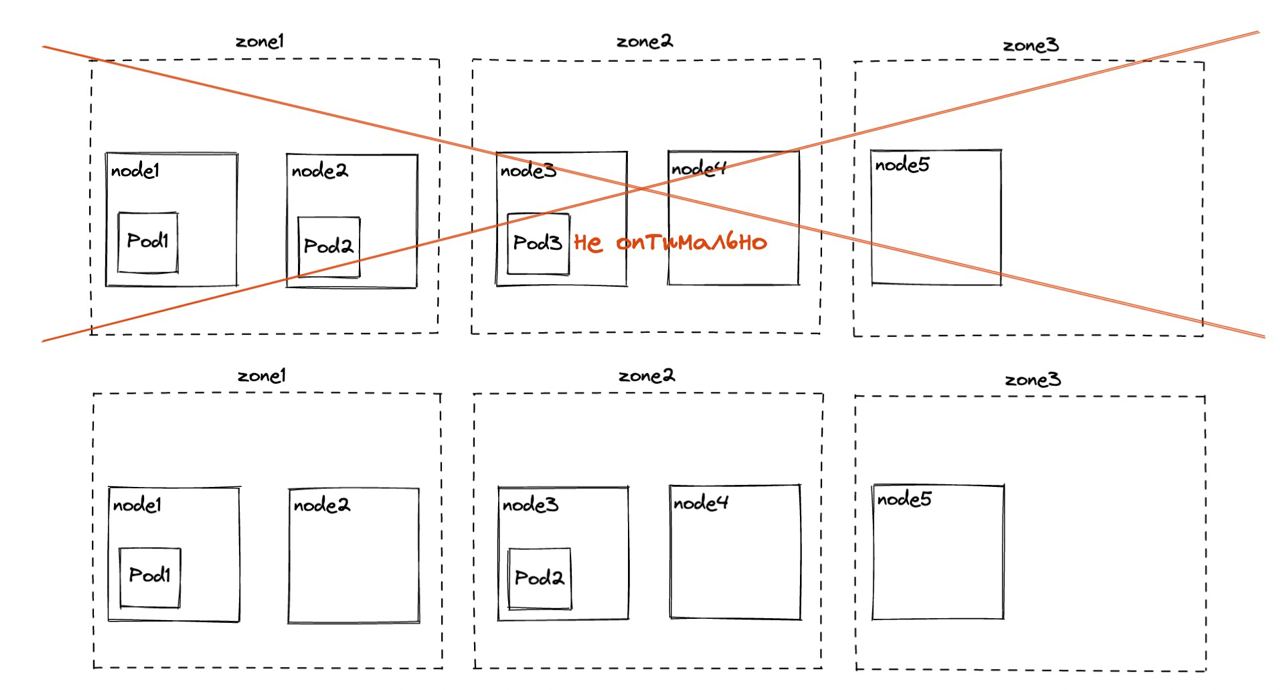 zone1
zone2
zone3
node1
node2
node3
node4
node5
Pod1
Pod2
Pod3
не оптимально
zone1
zone2
zone3
node1
node2
node3
node4
node5
Pod1
Pod2